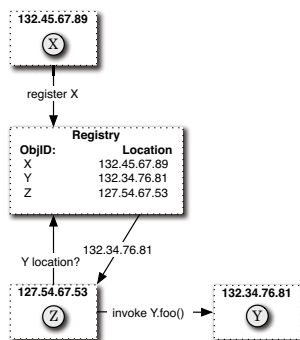 132.45.67.89
X
register X
Registry
ObjID: Location
X 132.45.67.89
Y 132.34.76.81
Z 127.54.67.53
132.34.76.81
Y location?
127.54.67.53
Z
invoke Y.foo()
132.34.76.81
Y